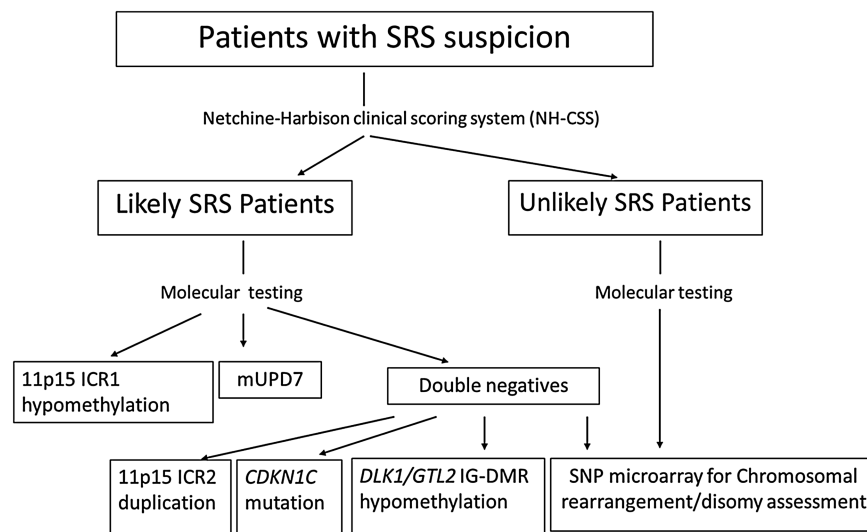 Patients with SRS suspicion
Netchine-Harbison clinical scoring system (NH-CSS)
Likely SRS Patients
Unlikely SRS Patients
Molecular testing
Molecular testing
11p15 ICR1
hypomethylation
mUPD7
Double negatives
11p15 ICR2
duplication
CDKN1C
mutation
DLK1/GTL2 IG-DMR
hypomethylation
SNP microarray for Chromosomal
rearrangement/disomy assessment